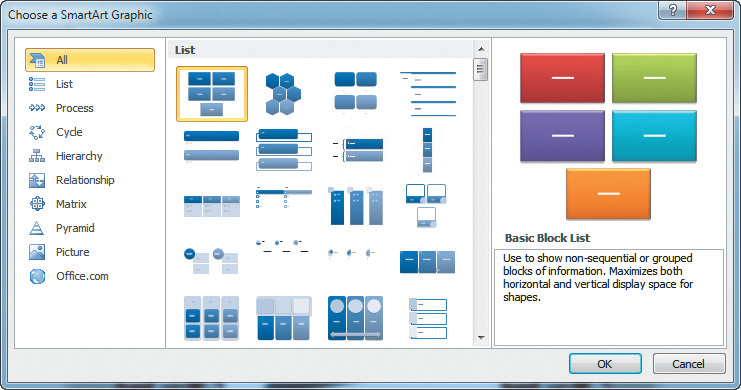 Choose a SmartArt Graphic
All
List
Process
Cycle
Hierarchy
Relationship
Matrix
Pyramid
Picture
Office.com
List
Basic Block List
Use to show non-sequential or grouped
blocks of information. Maximizes both
horizontal and vertical display space for
shapes.
OK
Cancel